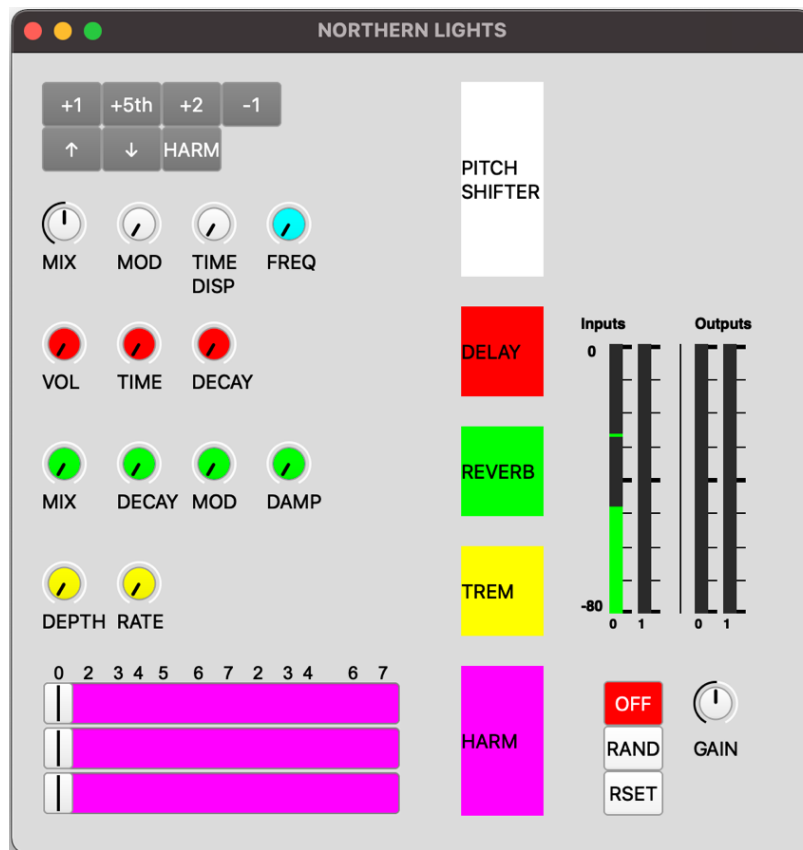 NORTHERN LIGHTS
+1 +5th +2 -1
↑ ↓ HARM
PITCH
SHIFTER
MIX MOD TIME FREQ
DISP
Inputs Outputs
0
DELAY
VOL TIME DECAY
REVERB
MIX DECAY MOD DAMP
TREM
-80
DEPTH RATE
0 1 0 1
0 2 3 4 5 6 7 2 3 4 6 7
OFF
HARM
RAND GAIN
RSET